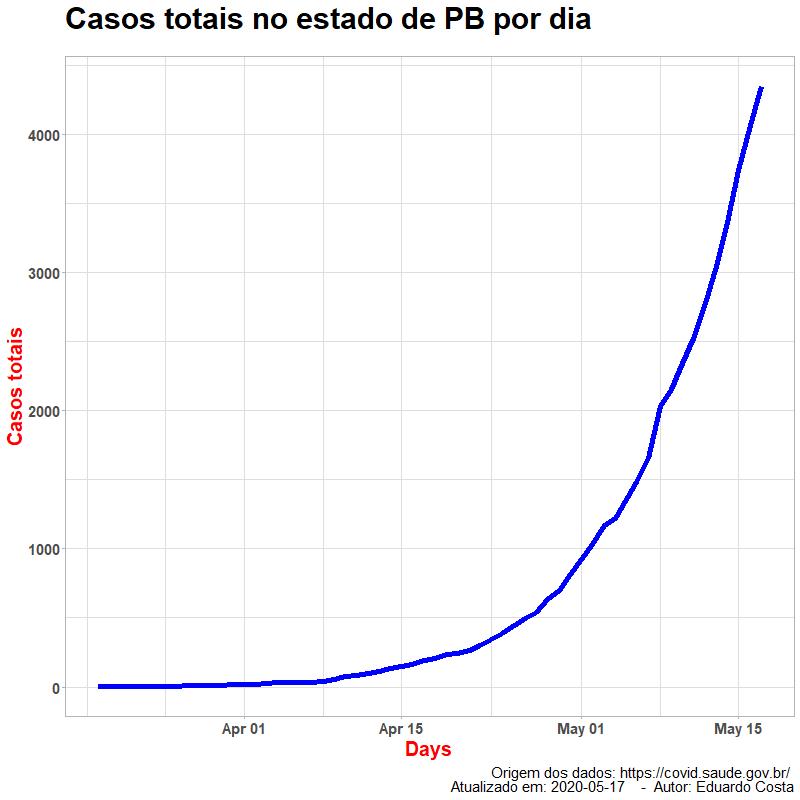 Casos totais no estado de PB por dia
Casos totais
4000
3000
2000
1000
0
Apr 01 Apr 15 May 01 May 15
Days
Origem dos dados: https://covid.saude.gov.br/
Atualizado em: 2020-05-17 - Autor: Eduardo Costa